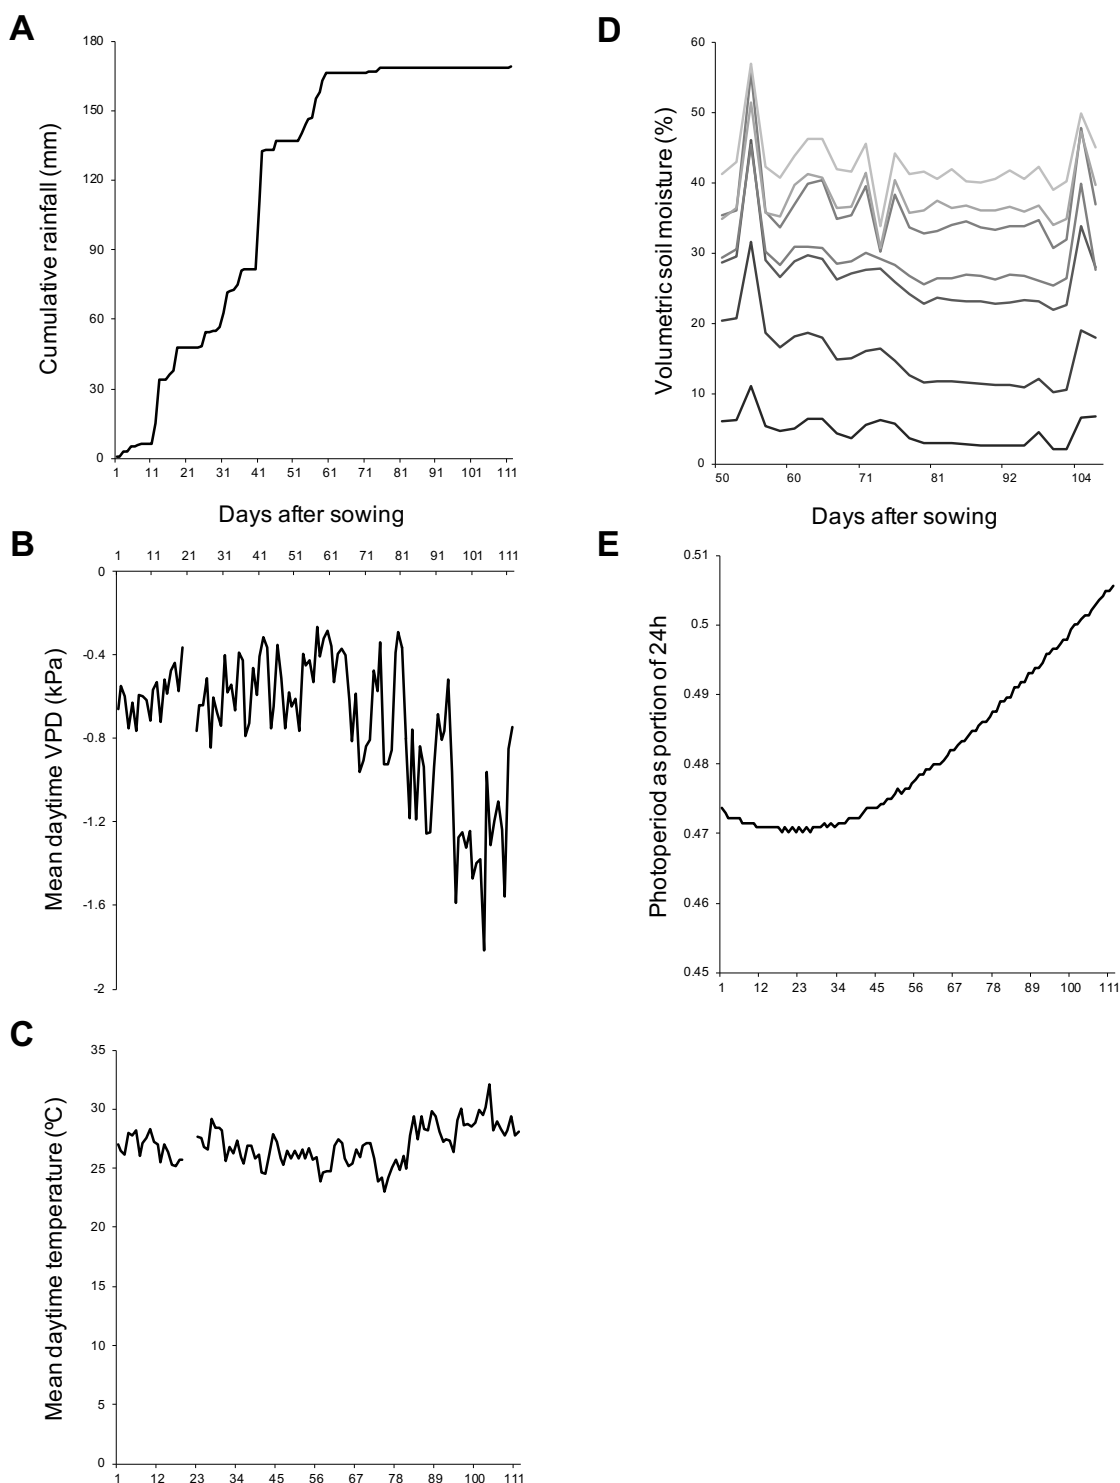 A
180
150
120
90
60
30
0
Cumulative rainfall (mm)
1 11 21 31 41 51 61 71 81 91 101 111
Days after sowing
D
60
50
40
30
20
10
0
Volumetric soil moisture (%)
50 60 71 81 92 104
Days after sowing
B
1 11 21 31 41 51 61 71 81 91 101 111
0
-0.4
-0.8
-1.2
-1.6
-2
Mean daytime VPD (kPa)
E
0.51
0.5
0.49
0.48
0.47
0.46
0.45
Photoperiod as portion of 24h
1 12 23 34 45 56 67 78 89 100 111
C
35
30
25
20
15
10
5
0
Mean daytime temperature (ºC)
1 12 23 34 45 56 67 78 89 101 111